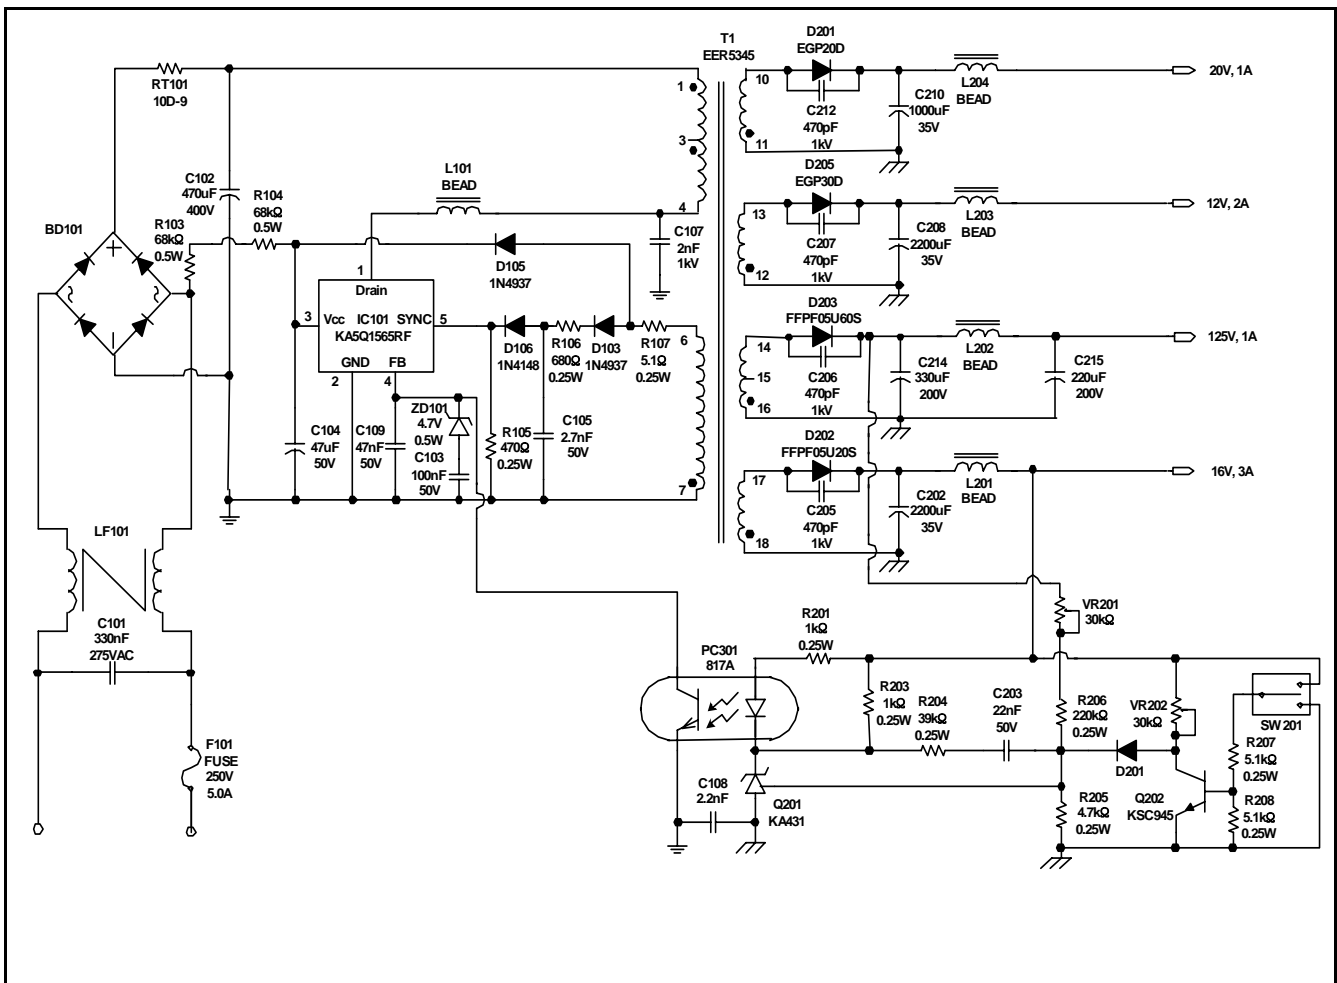 RT101
10D-9
T1
EER5345
1
3
4
D201
EGP20D
10
11
C212
470pF
1kV
C210
1000uF
35V
L204
BEAD
20V, 1A
L101
BEAD
C102
470uF
400V
R104
68kΩ
0.5W
R103
68kΩ
0.5W
BD101
C107
2nF
1kV
D105
1N4937
D205
EGP30D
13
12
C207
470pF
1kV
C208
2200uF
35V
L203
BEAD
12V, 2A
1
Drain
3
Vcc
IC101
SYNC
5
KA5Q1565RF
GND
FB
2
4
D106
1N4148
R106
680Ω
0.25W
D103
1N4937
R107
5.1Ω
0.25W
6
7
D203
FFPF05U60S
14
15
16
C206
470pF
1kV
C214
330uF
200V
L202
BEAD
C215
220uF
200V
125V, 1A
C104
47uF
50V
C109
47nF
50V
ZD101
4.7V
0.5W
C103
100nF
50V
R105
470Ω
0.25W
C105
2.7nF
50V
D202
FFPF05U20S
17
18
C205
470pF
1kV
C202
2200uF
35V
L201
BEAD
16V, 3A
LF101
C101
330nF
275VAC
F101
FUSE
250V
5.0A
PC301
817A
R201
1kΩ
0.25W
VR201
30kΩ
R203
1kΩ
0.25W
R204
39kΩ
0.25W
C203
22nF
50V
R206
220kΩ
0.25W
VR202
30kΩ
SW201
R207
5.1kΩ
0.25W
D201
C108
2.2nF
Q201
KA431
R205
4.7kΩ
0.25W
Q202
KSC945
R208
5.1kΩ
0.25W